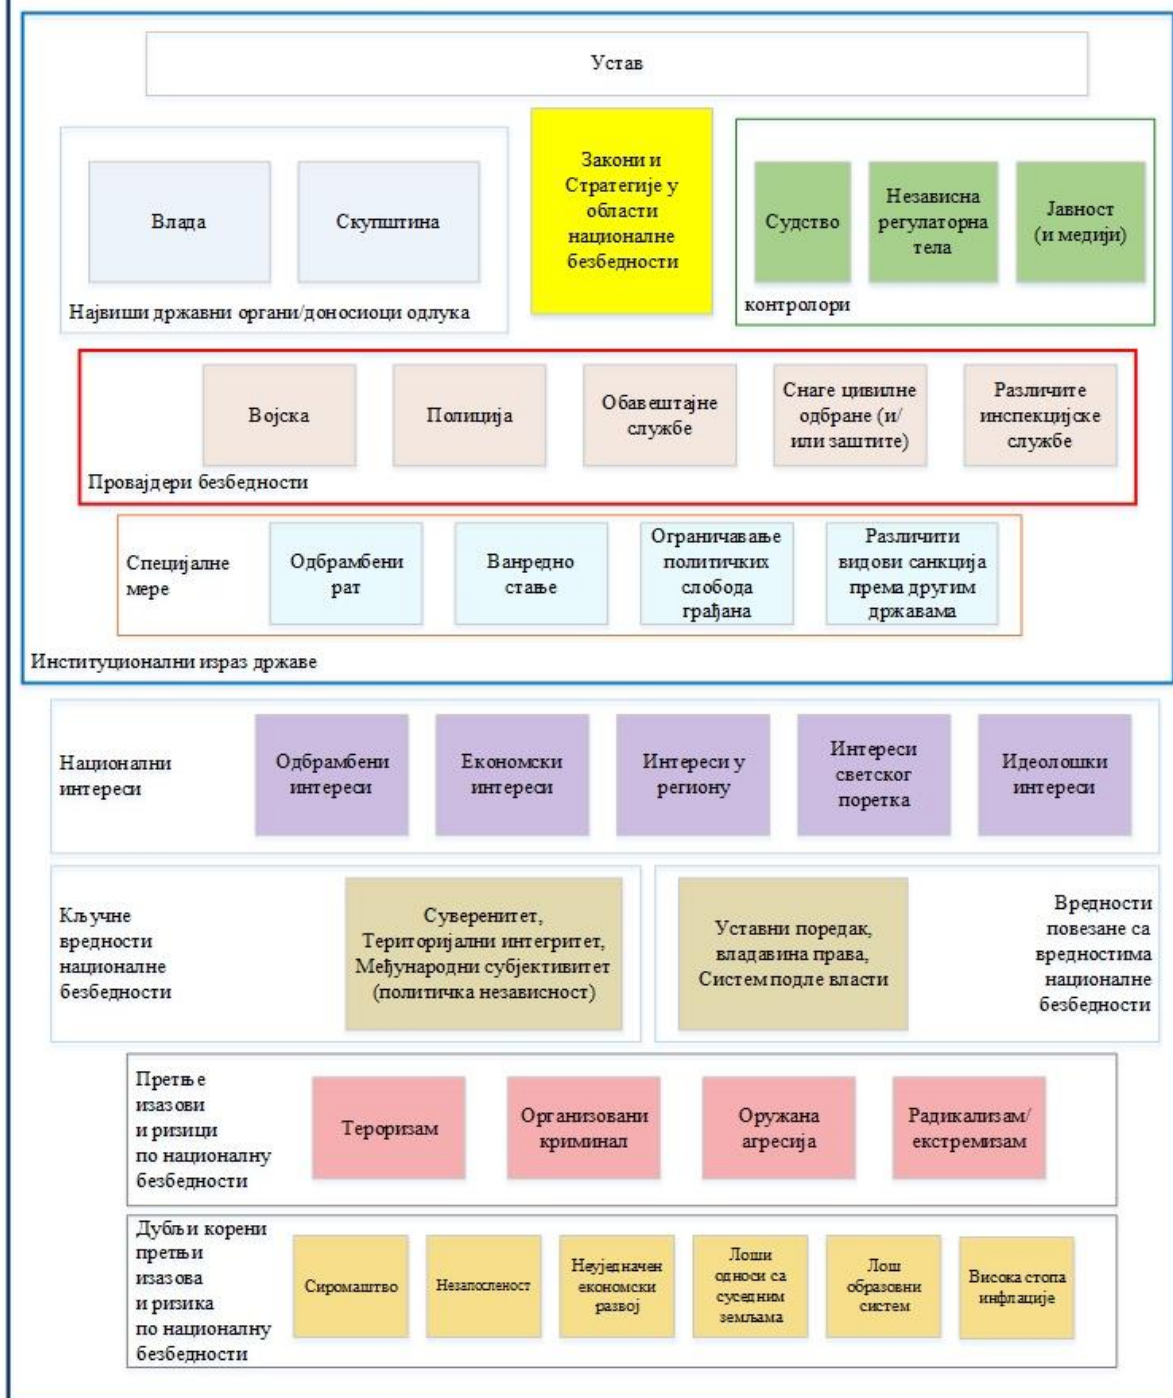 Устав
Влада
Скупштина
Највиши државни органи/доносиоци одлука
Закони и
Стратегије у
области
националне
безбедности
Судство
Независна
регулаторна
тела
Јавност
(и медији)
контролори
Војска
Полиција
Обавештајне
службе
Снаге цивилне
одбране (и/
или заштите)
Различите
инспекцијске
службе
Провајдери безбедности
Специјалне
мере
Одбрамбени
рат
Ванредно
стање
Ограничавање
политичких
слобода
грађана
Различити
видови санкција
према другим
државама
Институционални израз државе
Национални
интереси
Одбрамбени
интереси
Економски
интереси
Интереси у
региону
Интереси
светског
поретка
Идеолошки
интереси
Кључне
вредности
националне
безбедности
Суверенитет,
Територијални интегритет,
Међународни субјективитет
(политичка независност)
Уставни поредак,
владавина права,
Систем подле власти
Вредности
повезане са
вредностима
националне
безбедности
Претње
изазови
и ризици
по националну
безбедности
Тероризам
Организовани
криминал
Оружана
агресија
Радикализам/
екстремизам
Дубљи корени
претњи
изазова
и ризика
по националну
безбедности
Сиромаштво
Незапосленост
Неуједначен
економски
развој
Лоши
односи са
суседним
земљама
Лош
образовни
систем
Висока стопа
инфлације